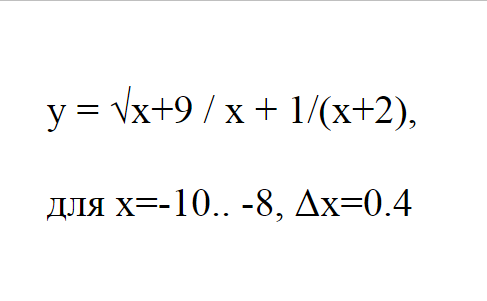 y = √x+9 / x + 1/(x+2),
для x=-10.. -8, Δx=0.4